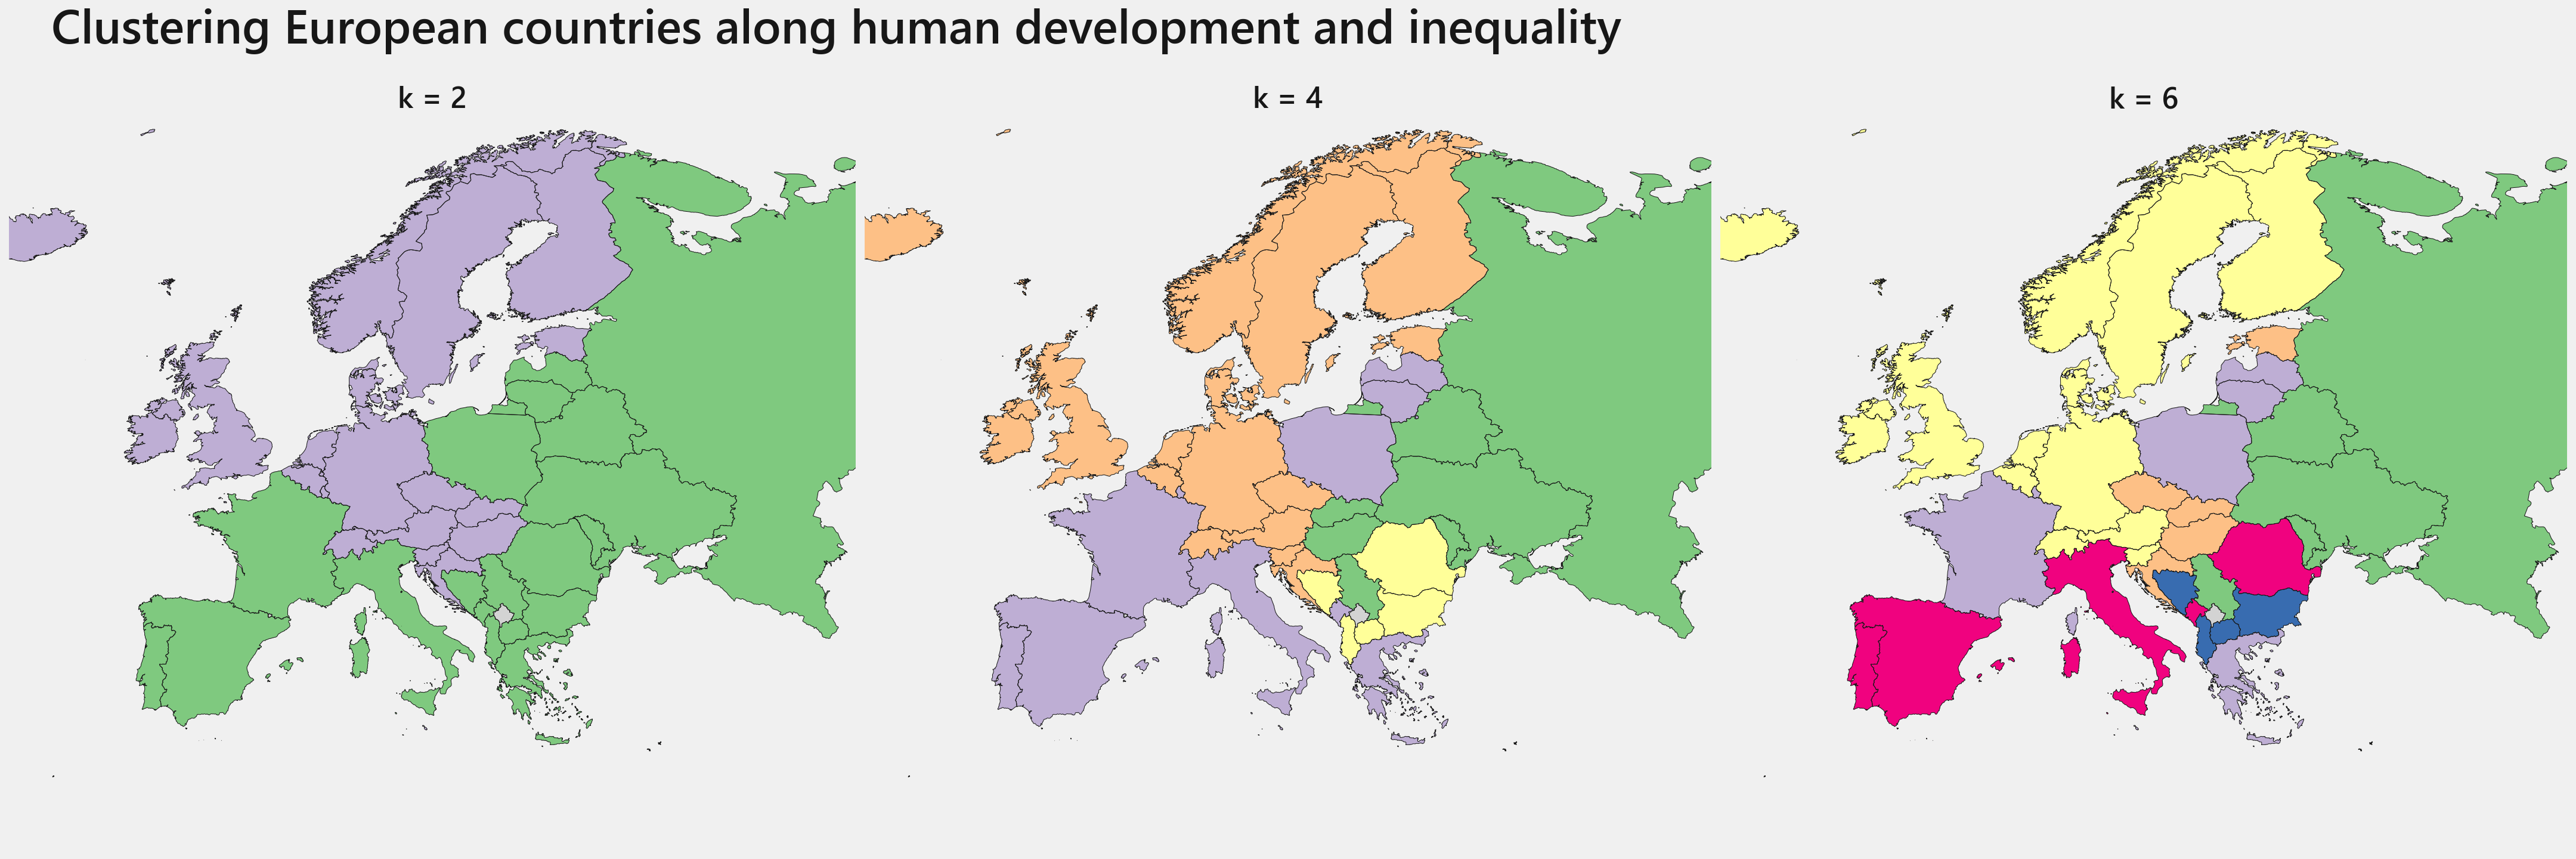 Clustering European countries along human development and inequality
k = 2
k = 4
k = 6